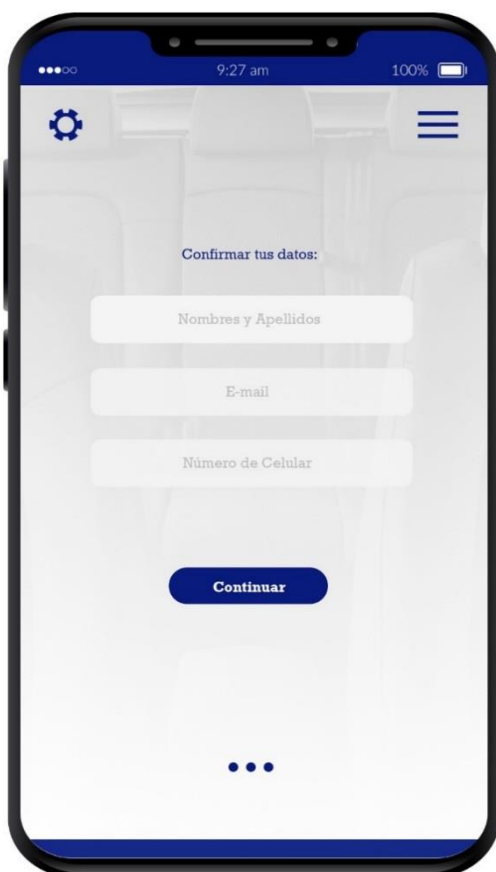 9:27 am
100%
Confirmar tus datos:
Nombres y Apellidos
E-mail
Número de Celular
Continuar